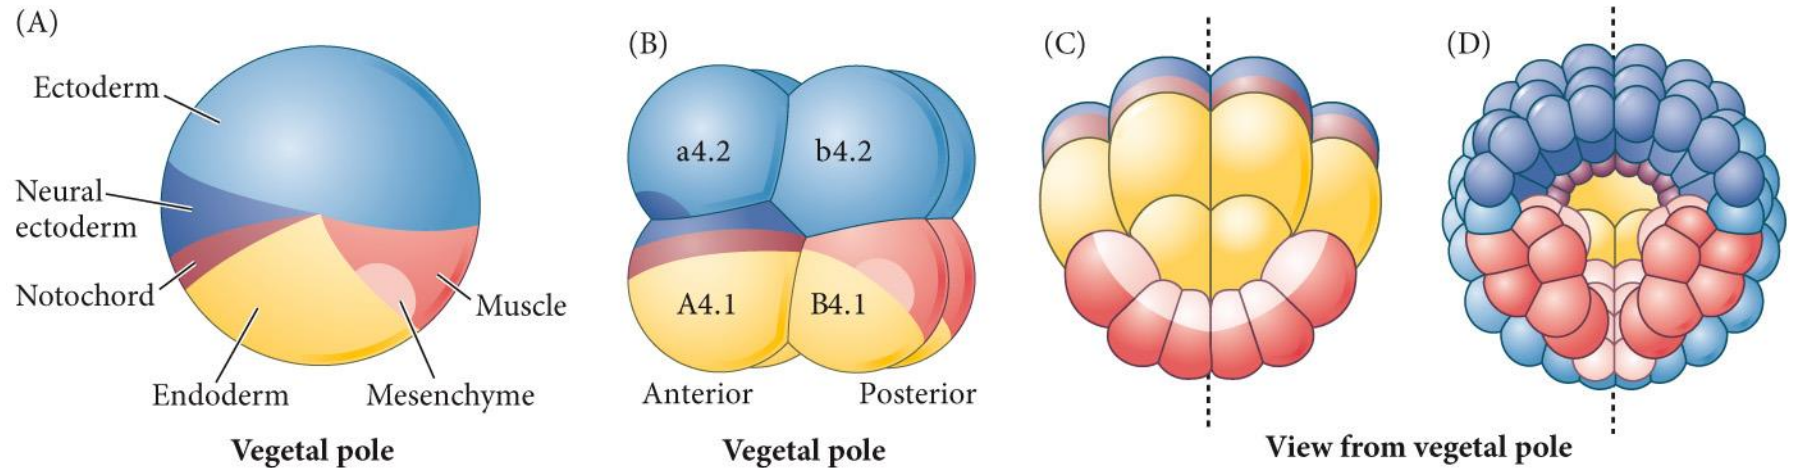 (A)
Ectoderm
Neural
ectoderm
Notochord
Endoderm
Mesenchyme
Muscle
Vegetal pole
(B)
a4.2
b4.2
A4.1
B4.1
Anterior
Posterior
Vegetal pole
(C)
(D)
View from vegetal pole